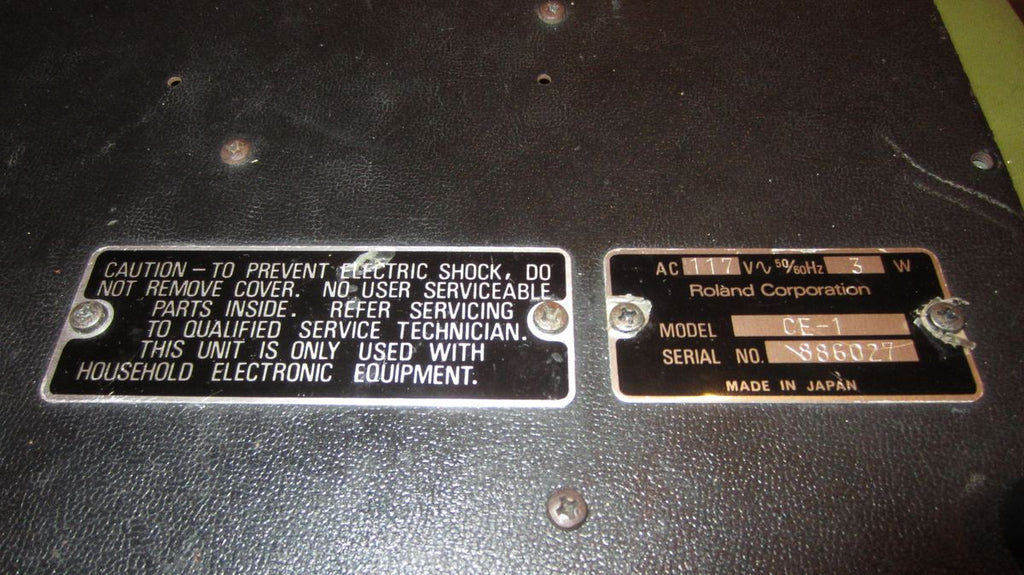 CAUTION – TO PREVENT ELECTRIC SHOCK, DO
NOT REMOVE COVER. NO USER SERVICEABLE
PARTS INSIDE. REFER SERVICING
TO QUALIFIED SERVICE TECHNICIAN.
THIS UNIT IS ONLY USED WITH
HOUSEHOLD ELECTRONIC EQUIPMENT.
AC 117 V∿ 50/60Hz 3 W
Roland Corporation
MODEL CE-1
SERIAL NO. 886027
MADE IN JAPAN